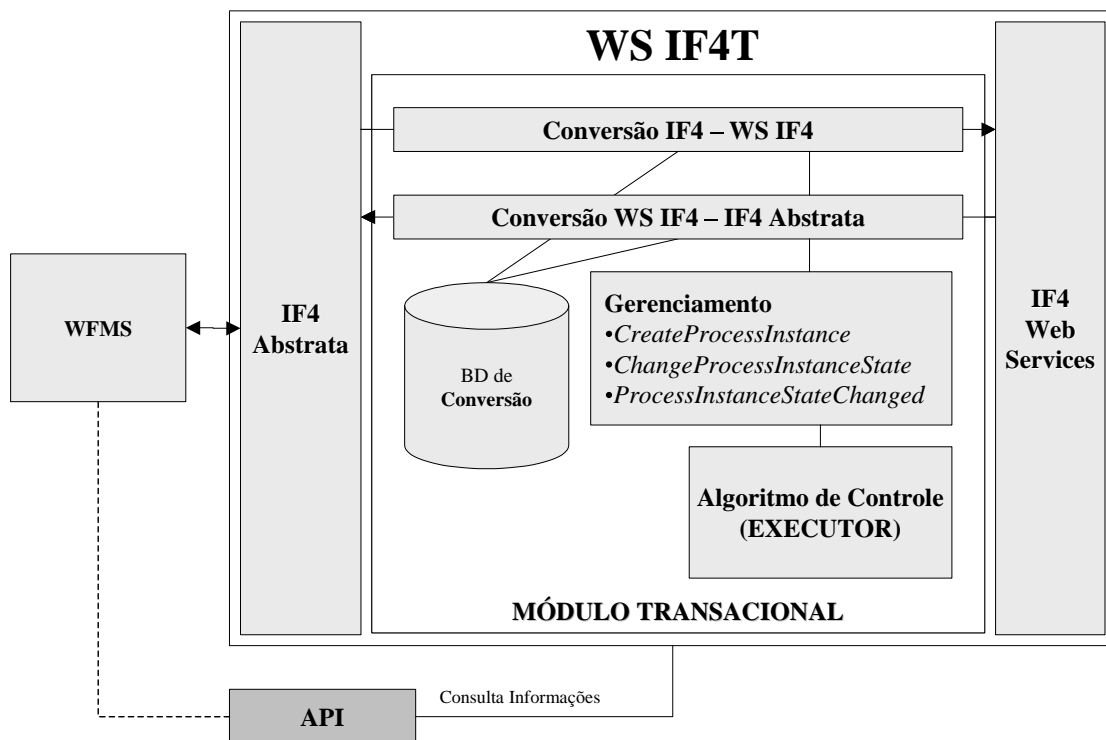 WS IF4T
Conversão IF4 – WS IF4
Conversão WS IF4 – IF4 Abstrata
WFMS
IF4
Abstrata
BD de
Conversão
Gerenciamento
•CreateProcessInstance
•ChangeProcessInstanceState
•ProcessInstanceStateChanged
IF4
Web
Services
Algoritmo de Controle
(EXECUTOR)
MÓDULO TRANSACIONAL
API
Consulta Informações